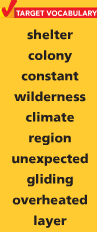 TARGET VOCABULARY
shelter
colony
constant
wilderness
climate
region
unexpected
gliding
overheated
layer